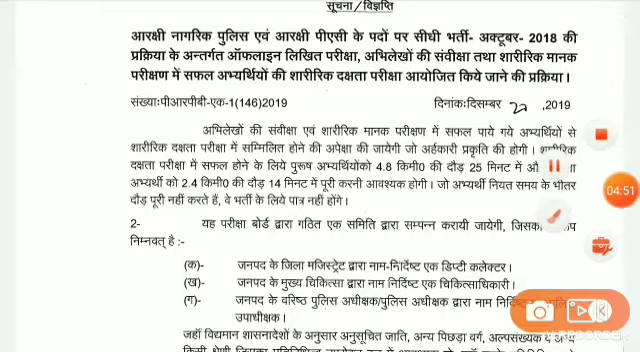 सूचना/विज्ञप्ति
आरक्षी नागरिक पुलिस एवं आरक्षी पीएसी के पदों पर सीधी भर्ती- अक्टूबर- 2018 की
प्रक्रिया के अन्तर्गत ऑफलाइन लिखित परीक्षा, अभिलेखों की संवीक्षा तथा शारीरिक मानक
परीक्षण में सफल अभ्यर्थियों की शारीरिक दक्षता परीक्षा आयोजित किये जाने की प्रक्रिया।
संख्याःपीआरपीबी-एक-1(146)2019 दिनांकःदिसम्बर 22 ,2019
अभिलेखों की संवीक्षा एवं शारीरिक मानक परीक्षण में सफल पाये गये अभ्यर्थियों से
शारीरिक दक्षता परीक्षा में सम्मिलित होने की अपेक्षा की जायेगी जो अर्हकारी प्रकृति की होगी।
दक्षता परीक्षा में सफल होने के लिये पुरूष अभ्यर्थियोंको 4.8 किमी0 की दौड़ 25 मिनट में
04:51
अभ्यर्थी को 2.4 किमी0 की दौड़ 14 मिनट में पूरी करनी आवश्यक होगी। जो अभ्यर्थी नियत समय के भीतर
दौड़ पूरी नहीं करते हैं, वे भर्ती के लिये पात्र नहीं होंगे।
2- यह परीक्षा बोर्ड द्वारा गठित एक समिति द्वारा सम्पन्न करायी जायेगी,
निम्नवत् है :-
(क)- जनपद के जिला मजिस्ट्रेट द्वारा नाम-निर्दिष्ट एक डिप्टी कलेक्टर।
(ख)- जनपद के मुख्य चिकित्सा द्वारा नाम निर्दिष्ट एक चिकित्साधिकारी।
(ग)- जनपद के वरिष्ठ पुलिस अधीक्षक/पुलिस अधीक्षक द्वारा नाम
उपाधीक्षक।
जहॉ विद्यमान शासनादेशों के अनुसार अनुसूचित जाति, अन्य पिछड़ा वर्ग, अल्पसंख्यक